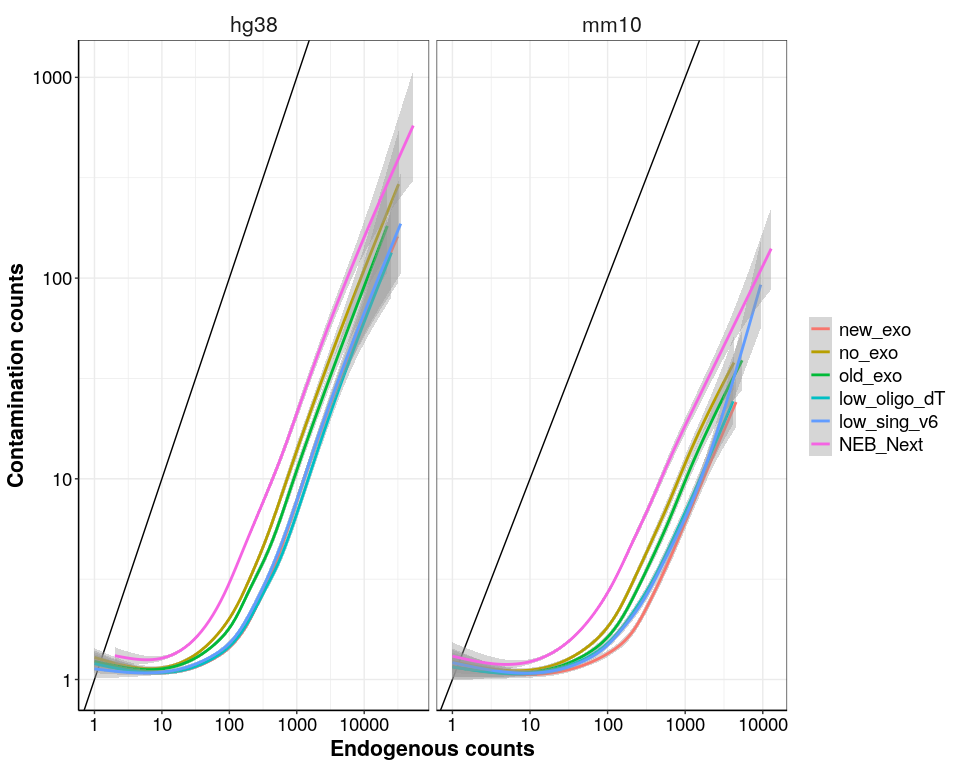 hg38
mm10
Contamination counts
1000
100
10
1
1 10 100 1000 10000
1 10 100 1000 10000
Endogenous counts
new_exo
no_exo
old_exo
low_oligo_dT
low_sing_v6
NEB_Next